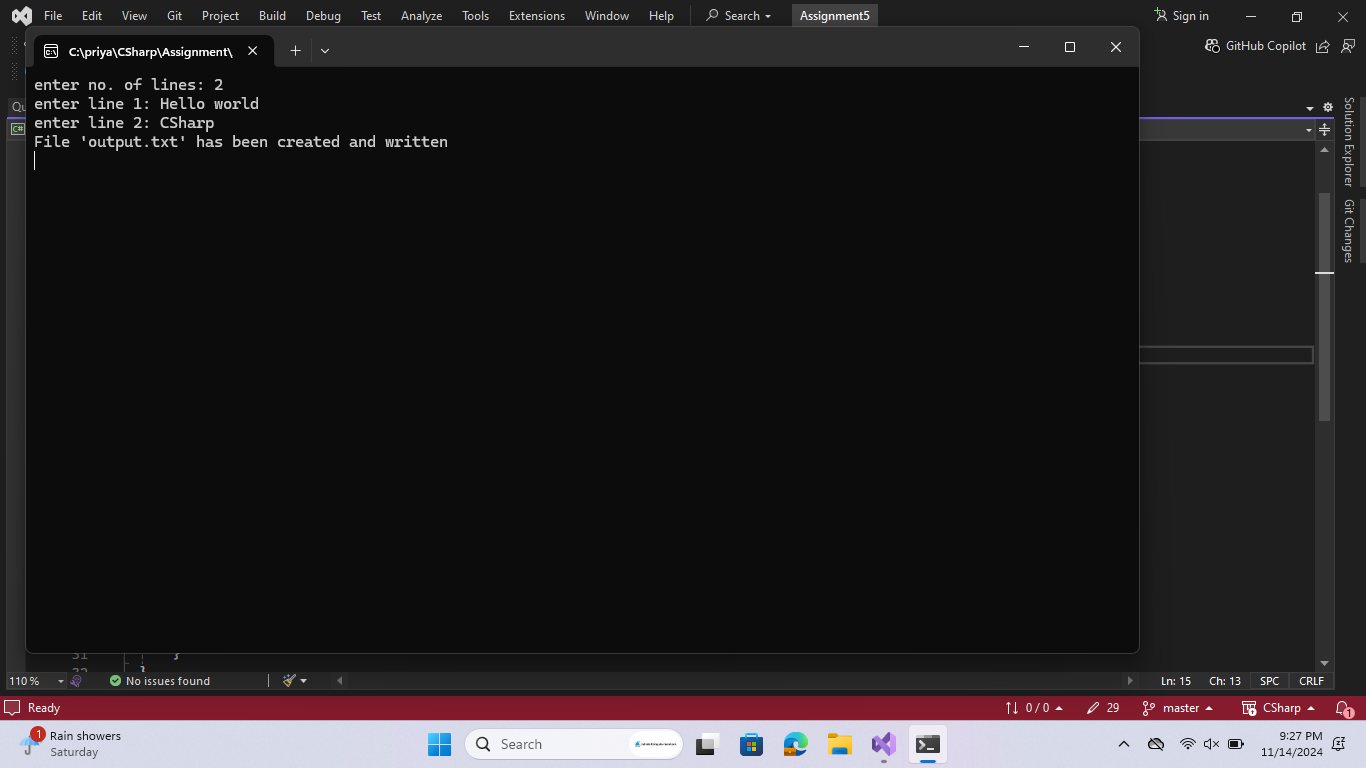 File Edit View Git Project Build Debug Test Analyze Tools Extensions Window Help Search Assignment5 Sign in
C:\priya\CSharp\Assignment\
GitHub Copilot
enter no. of lines: 2
enter line 1: Hello world
enter line 2: CSharp
File 'output.txt' has been created and written
Qu
C#
Solution Explorer
Git Changes
31 }
32 }
110 % No issues found Ln: 15 Ch: 13 SPC CRLF
Ready 0 / 0 29 master CSharp 1
1 Rain showers
Saturday
Search
9:27 PM
11/14/2024